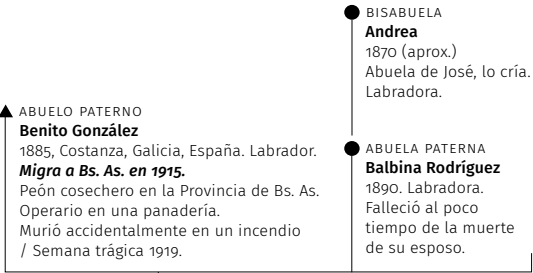 BISABUELA
Andrea
1870 (aprox.)
Abuela de José, lo cría.
Labradora.
ABUELO PATERNO
Benito González
1885, Costanza, Galicia, España. Labrador.
Migra a Bs. As. en 1915.
Peón cosechero en la Provincia de Bs. As.
Operario en una panadería.
Murió accidentalmente en un incendio
/ Semana trágica 1919.
ABUELA PATERNA
Balbina Rodríguez
1890. Labradora.
Falleció al poco
tiempo de la muerte
de su esposo.